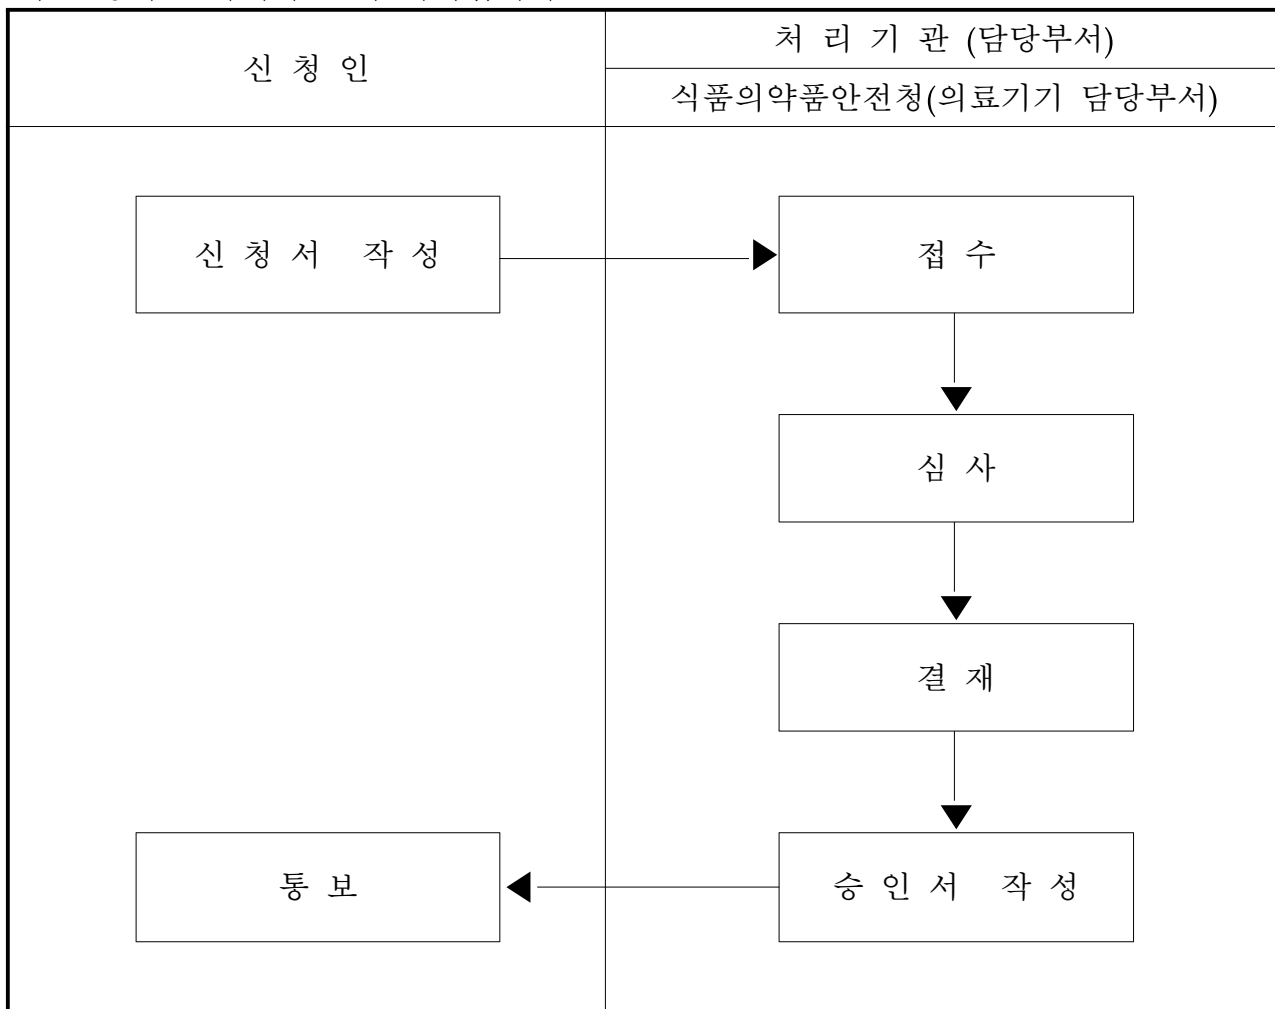 신 청 인
처 리 기 관 (담당부서)
식품의약품안전청(의료기기 담당부서)
신 청 서 작 성
접 수
심 사
결 재
통 보
승 인 서 작 성